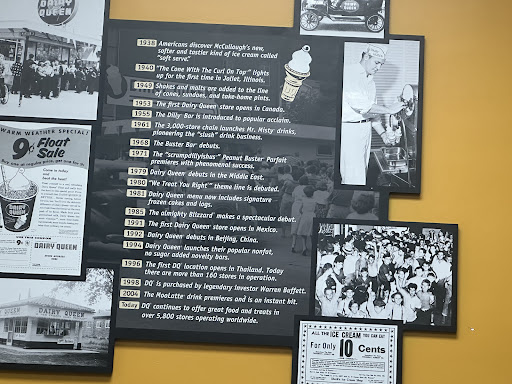 DAIRY QUEEN
1938 Americans discover McCullough's new,
softer and tastier kind of ice cream called
"soft serve."
1940 "The Cone With The Curl On Top" lights
up for the first time in Joliet, Illinois.
1949 Shakes and malts are added to the line
of cones, sundaes, and take-home pints.
1953 The first Dairy Queen store opens in Canada.
1955 The Dilly Bar is introduced to popular acclaim.
1961 The 3,000-store chain launches Mr. Misty drinks,
pioneering the "slush" drink business.
1968 The Buster Bar debuts.
1971 The "scrumpdillyishus" Peanut Buster Parfait
premieres with phenomenal success.
1979 Dairy Queen debuts in the Middle East.
1980 "We Treat You Right" theme line is debuted.
1981 Dairy Queen menu now includes signature
frozen cakes and logs.
1985 The almighty Blizzard makes a spectacular debut.
1991 The first Dairy Queen store opens in Mexico.
1992 Dairy Queen debuts in Beijing, China.
1994 Dairy Queen launches their popular nonfat,
no sugar added novelty bars.
1996 The first DQ location opens in Thailand. Today
there are more than 160 stores in operation.
1998 DQ is purchased by legendary investor Warren Buffett.
2004 The MooLatte drink premieres and is an instant hit.
Today DQ continues to offer great food and treats in
over 5,800 stores operating worldwide.
WARM WEATHER SPECIAL!
9¢ Float
Sale
9¢
DAIRY QUEEN
DAIRY QUEEN
ALL THE ICE CREAM YOU CAN EAT
For Only 10 Cents